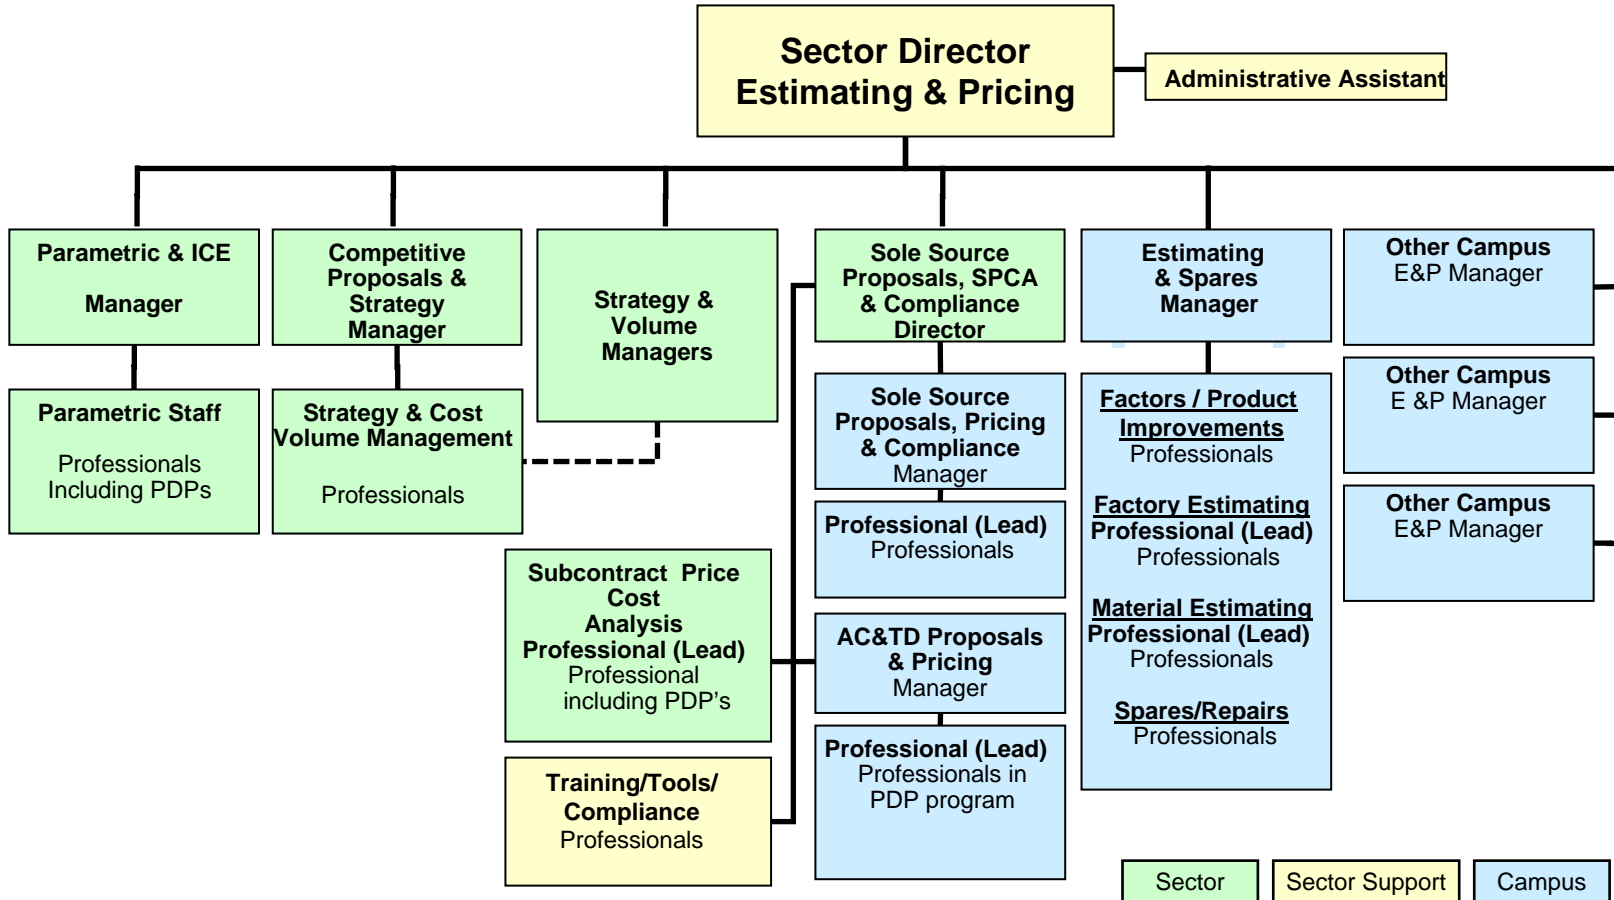 Sector Director
Estimating & Pricing
Administrative Assistant
Parametric & ICE
Manager
Competitive
Proposals &
Strategy
Manager
Strategy &
Volume
Managers
Sole Source
Proposals, SPCA
& Compliance
Director
Estimating
& Spares
Manager
Other Campus
E&P Manager
Parametric Staff
Professionals
Including PDPs
Strategy & Cost
Volume Management
Professionals
Sole Source
Proposals, Pricing
& Compliance
Manager
Professional (Lead)
Professionals
Factors / Product
Improvements
Professionals
Factory Estimating
Professional (Lead)
Professionals
Material Estimating
Professional (Lead)
Professionals
Spares/Repairs
Professionals
Other Campus
E &P Manager
Other Campus
E&P Manager
Subcontract Price
Cost
Analysis
Professional (Lead)
Professional
including PDP's
AC&TD Proposals
& Pricing
Manager
Professional (Lead)
Professionals in
PDP program
Training/Tools/
Compliance
Professionals
Sector
Sector Support
Campus